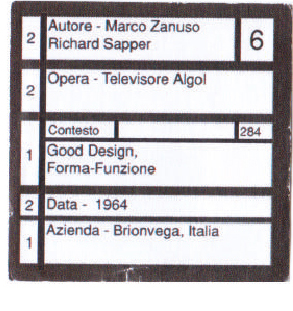 2 Autore - Marco Zanuso
Richard Sapper
6
2 Opera - Televisore Algol
Contesto 284
1 Good Design,
Forma-Funzione
2 Data - 1964
1 Azienda - Brionvega, Italia